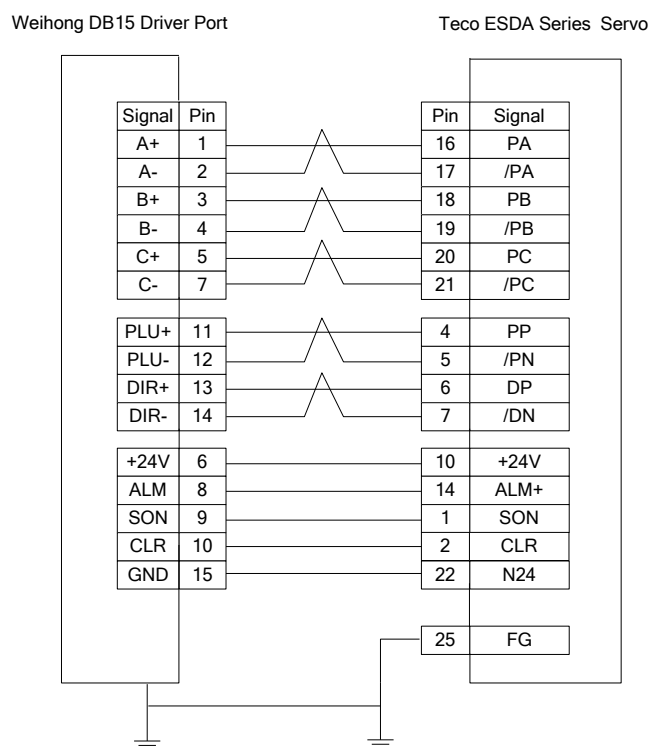 Weihong DB15 Driver Port Teco ESDA Series Servo
Signal Pin Pin Signal
A+ 1 16 PA
A- 2 17 /PA
B+ 3 18 PB
B- 4 19 /PB
C+ 5 20 PC
C- 7 21 /PC
PLU+ 11 4 PP
PLU- 12 5 /PN
DIR+ 13 6 DP
DIR- 14 7 /DN
+24V 6 10 +24V
ALM 8 14 ALM+
SON 9 1 SON
CLR 10 2 CLR
GND 15 22 N24
25 FG